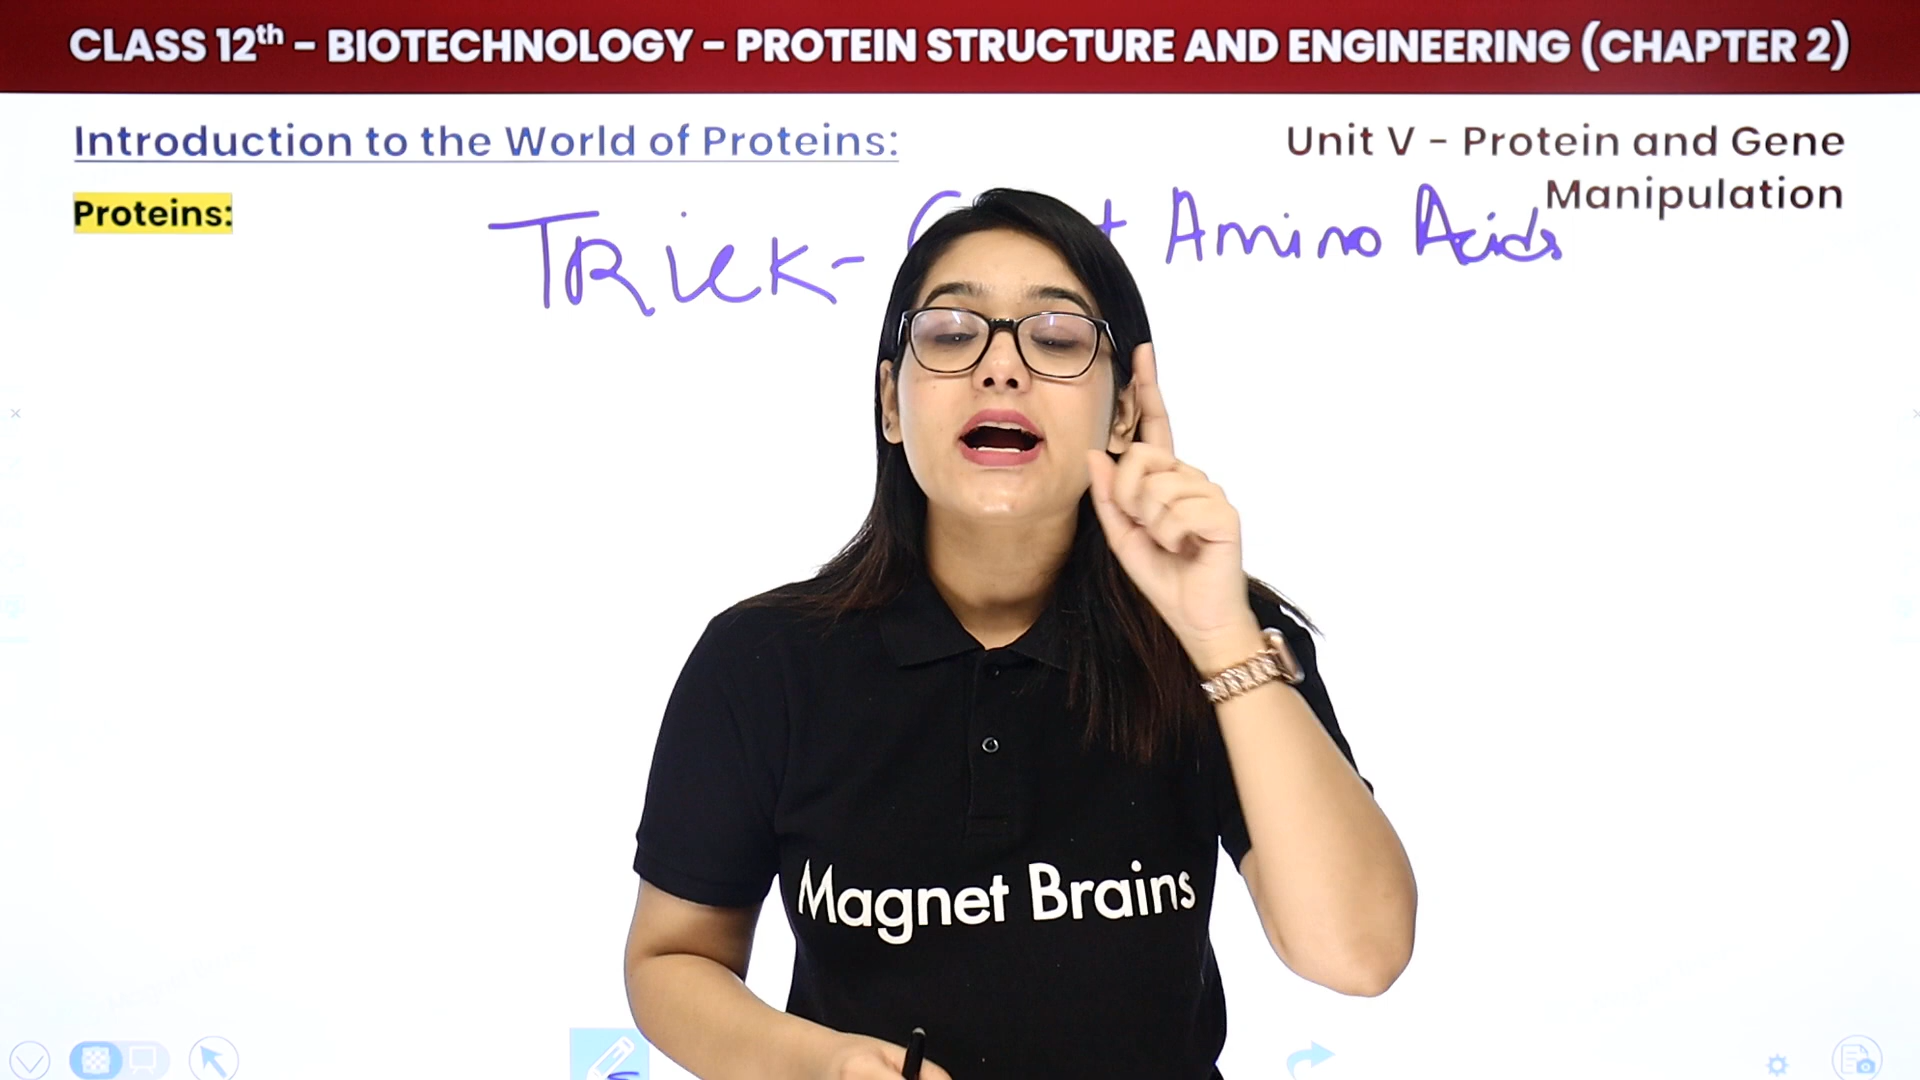 CLASS 12th - BIOTECHNOLOGY - PROTEIN STRUCTURE AND ENGINEERING (CHAPTER 2)
Introduction to the World of Proteins:
Unit V - Protein and Gene
Manipulation
Proteins:
Trick- Amino Acids
Magnet Brains